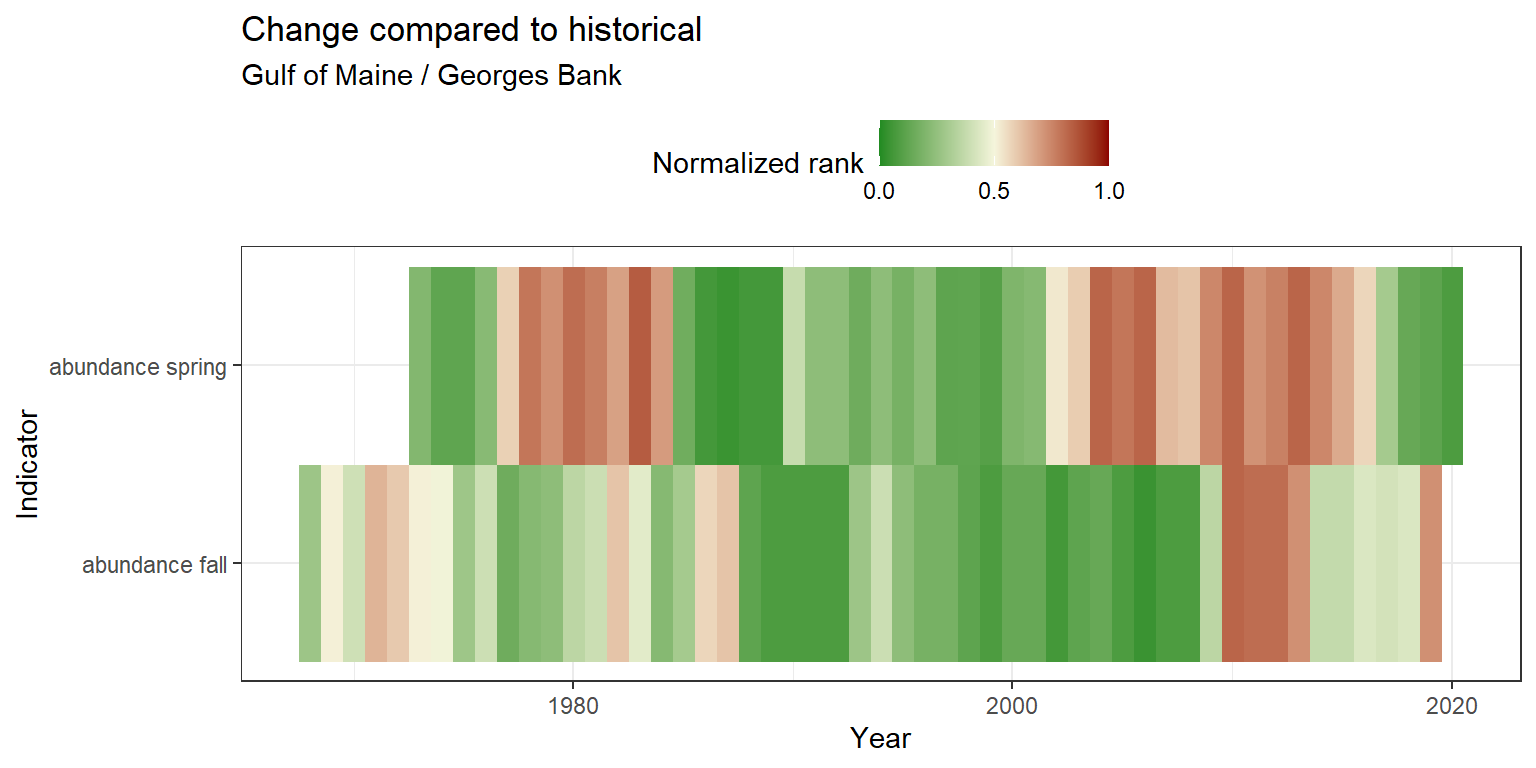 Change compared to historical
Gulf of Maine / Georges Bank
Normalized rank
0.0 0.5 1.0
Indicator
abundance spring
abundance fall
1980 2000 2020
Year